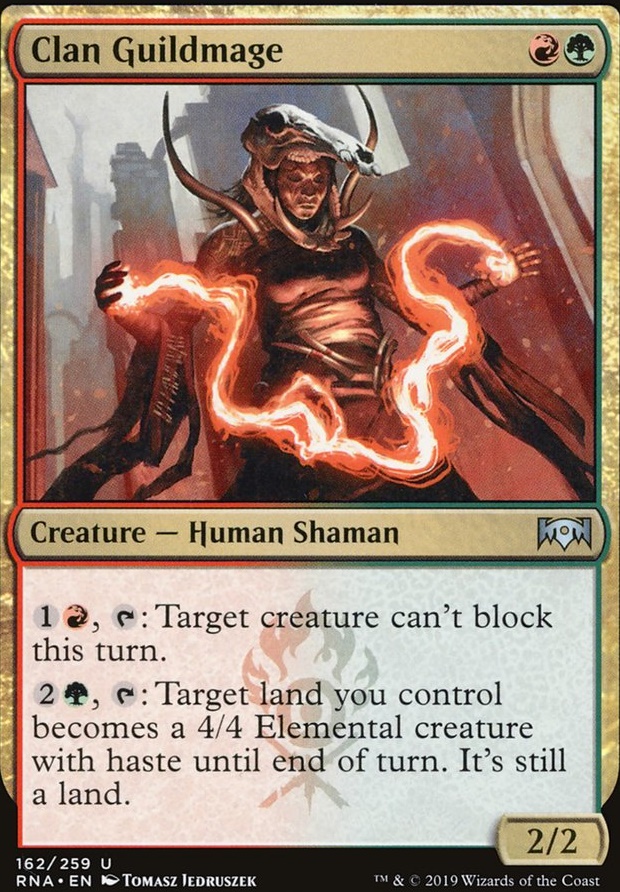 Clan Guildmage
Creature — Human Shaman
1, : Target creature can't block
this turn.
2, : Target land you control
becomes a 4/4 Elemental creature
with haste until end of turn. It's still
a land.
2/2
162/259 U
RNA • EN Tomasz Jedruszek
™ & © 2019 Wizards of the Coast